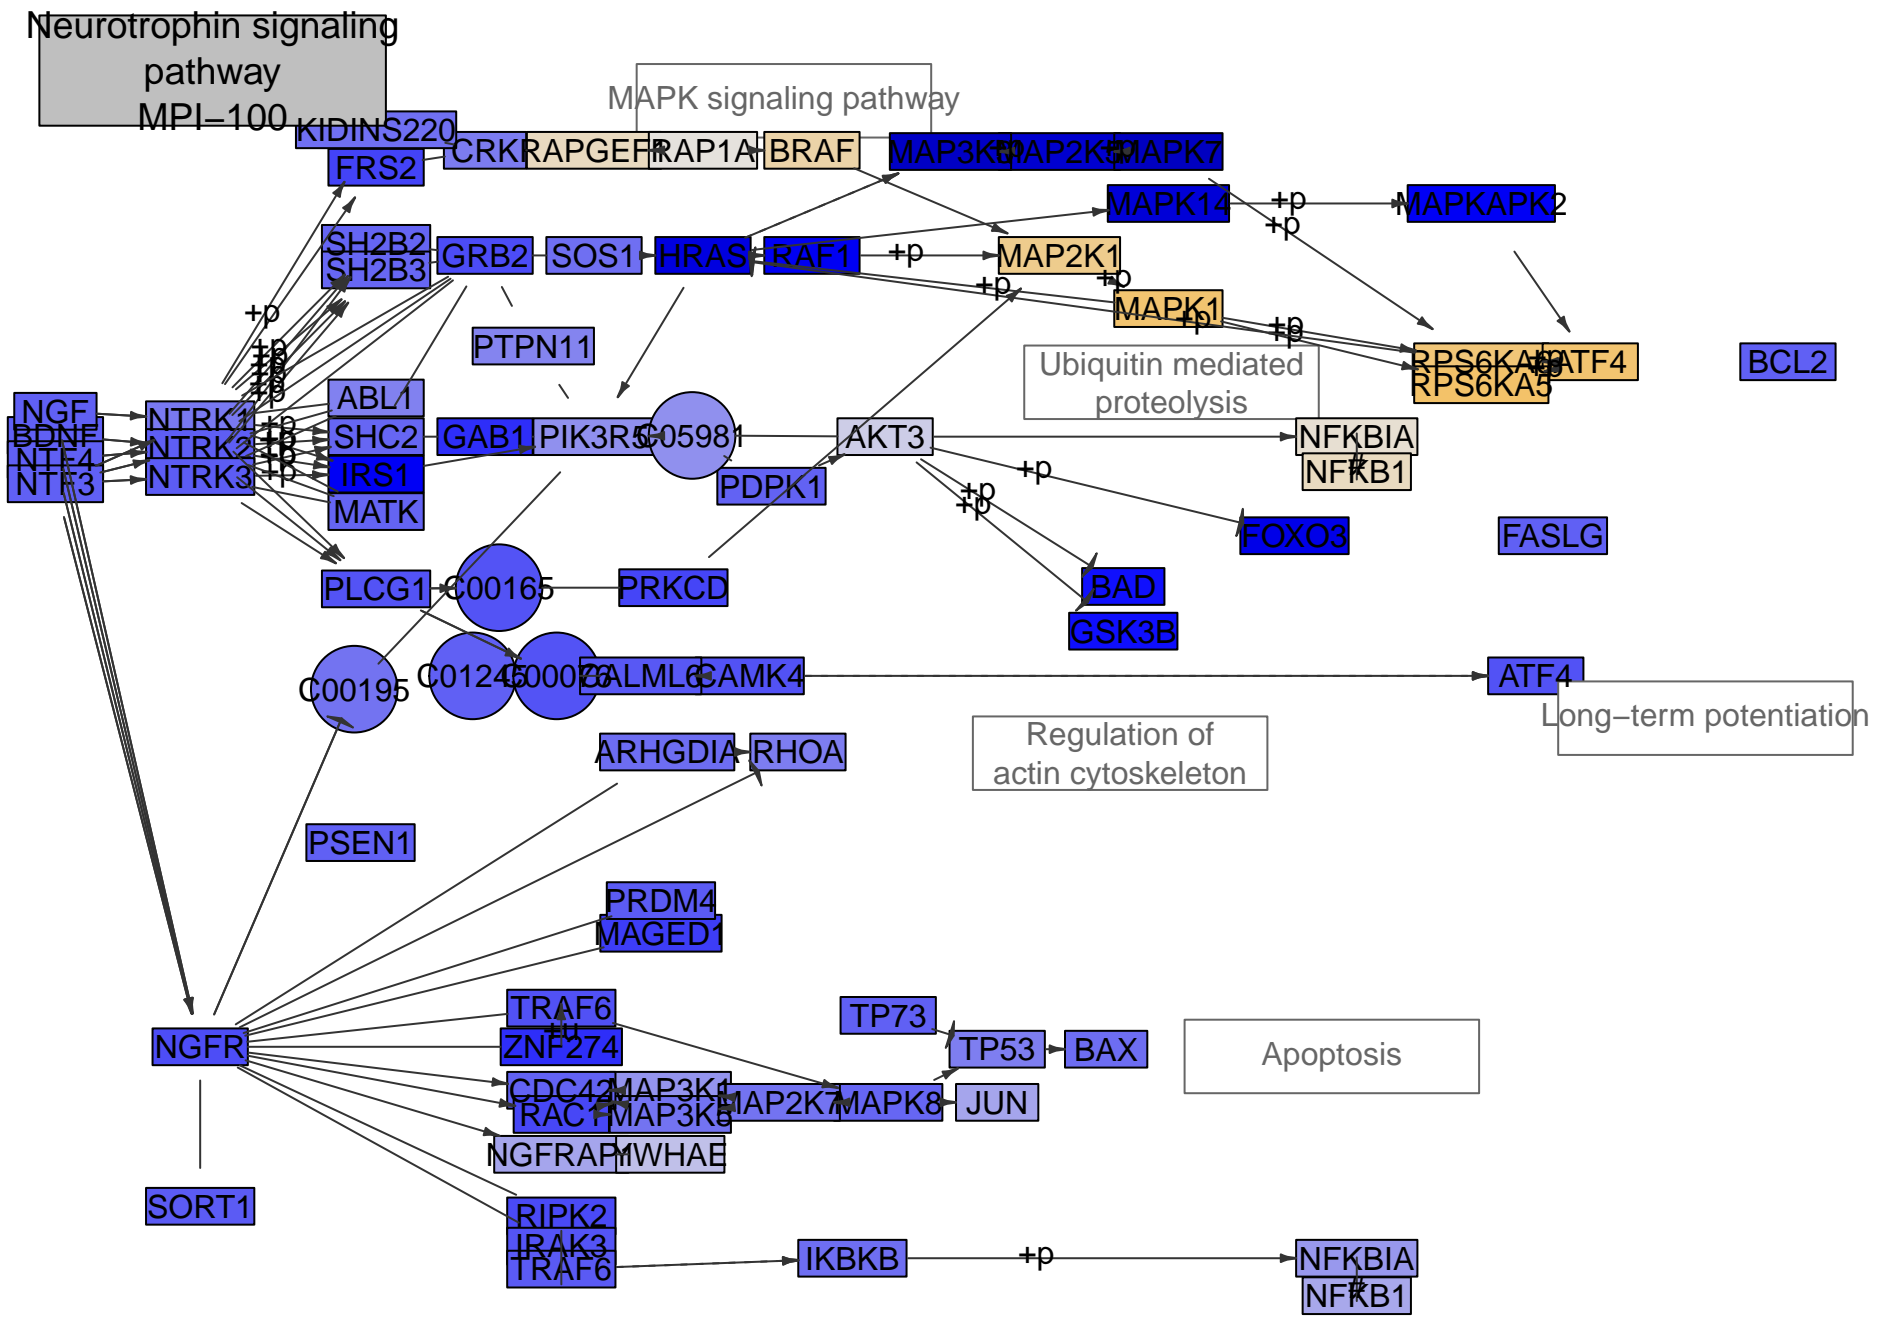 Neurotrophin signaling
pathway
MPI−100
MAPK signaling pathway
KIDINS220
FRS2
RAPGEF1
RAP1A
BRAF
MAPK7
MAPK14
+p
MAPKAPK2
+p
SH2B2
SH2B3
GRB2
SOS1
HRAS
RAF1
+p
MAP2K1
+p
+p
MAPK1
+p
+p
+p
+p
PTPN11
Ubiquitin mediated
proteolysis
RPS6KA5
ATF4
BCL2
+p
+p
+p
+p
+p
ABL1
NGF
BDNF
NTF4
NTF3
NTRK1
NTRK2
NTRK3
+p
+p
+p
+p
SHC2
IRS1
MATK
GAB1
PIK3R5
C05981
PDPK1
AKT3
+p
+p
+p
NFKBIA
NFKB1
FOXO3
FASLG
BAD
GSK3B
PLCG1
C00165
PRKCD
C00195
C01245
C00076
CALML6
CAMK4
ATF4
Long−term potentiation
ARHGDIA
RHOA
Regulation of
actin cytoskeleton
PSEN1
PRDM4
MAGED1
NGFR
TRAF6
+u
ZNF274
CDC42
RAC1
MAP3K1
MAP3K5
MAP2K7
MAPK8
JUN
TP73
TP53
BAX
Apoptosis
NGFRAP1
YWHAE
SORT1
RIPK2
IRAK3
TRAF6
IKBKB
+p
NFKBIA
NFKB1